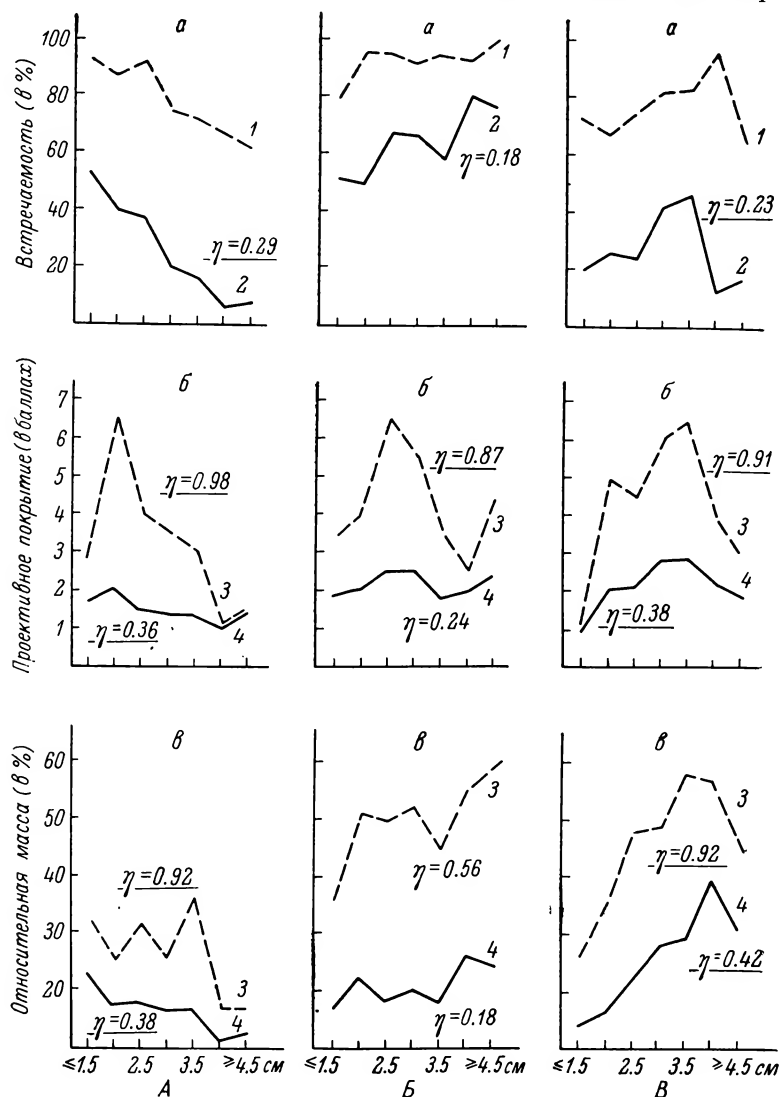 а
а
а
Встречаемость (в %)
100
80
60
40
20
1
η=0.29
2
1
2
η=0.18
1
η=0.23
2
б
б
б
Проективное покрытие (в баллах)
7
6
5
4
3
2
1
η=0.98
3
η=0.36
4
η=0.87
3
4
η=0.24
η=0.91
3
4
η=0.38
в
в
в
Относительная масса (в %)
60
50
40
30
20
η=0.92
3
η=0.38
4
3
η=0.56
4
η=0.18
3
η=0.92
4
η=0.42
≤1.5 2.5 3.5 ≥4.5 см
≤1.5 2.5 3.5 ≥4.5 см
≤1.5 2.5 3.5 ≥4.5 см
А Б В